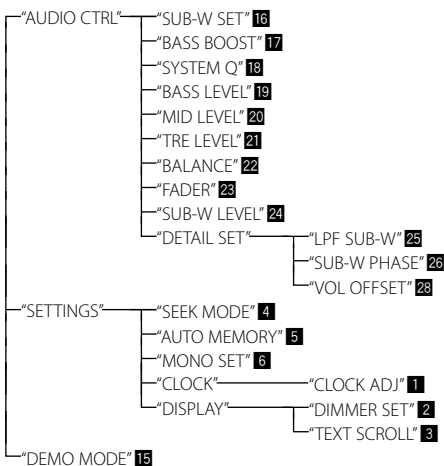 “AUDIO CTRL” “SUB-W SET” 16
“BASS BOOST” 17
“SYSTEM Q” 18
“BASS LEVEL” 19
“MID LEVEL” 20
“TRE LEVEL” 21
“BALANCE” 22
“FADER” 23
“SUB-W LEVEL” 24
“DETAIL SET” “LPF SUB-W” 25
“SUB-W PHASE” 26
“VOL OFFSET” 28
“SETTINGS” “SEEK MODE” 4
“AUTO MEMORY” 5
“MONO SET” 6
“CLOCK” “CLOCK ADJ” 1
“DISPLAY” “DIMMER SET” 2
“TEXT SCROLL” 3
“DEMO MODE” 15